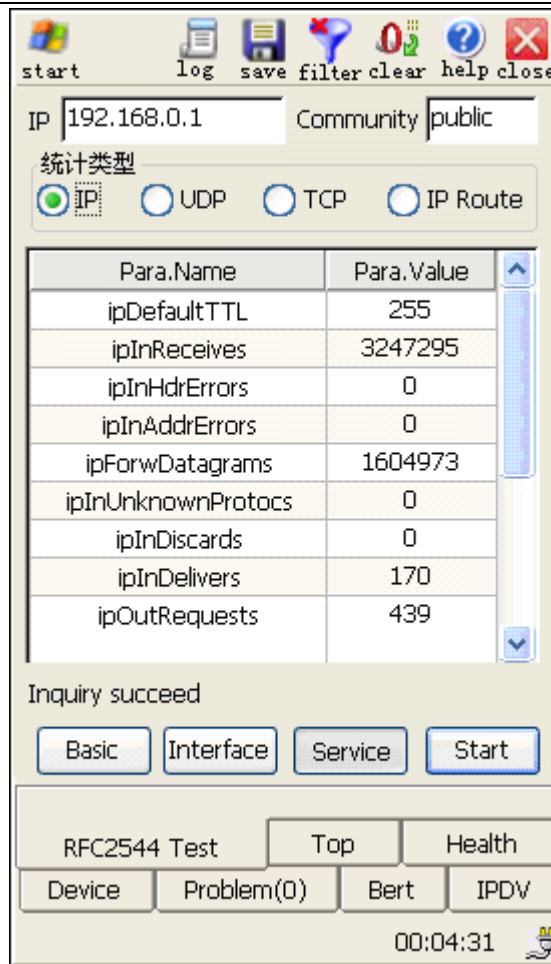 start log save filter clear help close
IP 192.168.0.1 Community public
统计类型
IP UDP TCP IP Route
Para.Name Para.Value
ipDefaultTTL 255
ipInReceives 3247295
ipInHdrErrors 0
ipInAddrErrors 0
ipForwDatagrams 1604973
ipInUnknownProtocs 0
ipInDiscards 0
ipInDelivers 170
ipOutRequests 439
Inquiry succeed
Basic Interface Service Start
RFC2544 Test Top Health
Device Problem(0) Bert IPDV
00:04:31